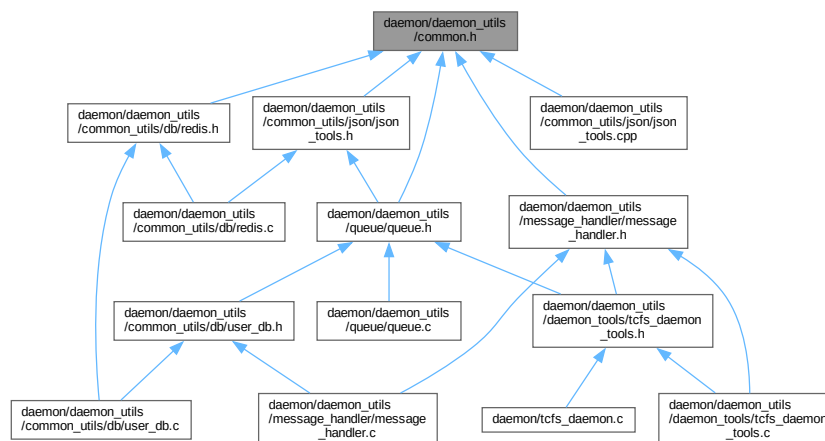 daemon/daemon_utils
/common.h
daemon/daemon_utils
/common_utils/db/redis.h
daemon/daemon_utils
/common_utils/json/json
_tools.h
daemon/daemon_utils
/common_utils/json/json
_tools.cpp
daemon/daemon_utils
/common_utils/db/redis.c
daemon/daemon_utils
/queue/queue.h
daemon/daemon_utils
/message_handler/message
_handler.h
daemon/daemon_utils
/common_utils/db/user_db.h
daemon/daemon_utils
/queue/queue.c
daemon/daemon_utils
/daemon_tools/tcfs_daemon
_tools.h
daemon/daemon_utils
/common_utils/db/user_db.c
daemon/daemon_utils
/message_handler/message
_handler.c
daemon/tcfs_daemon.c
daemon/daemon_utils
/daemon_tools/tcfs_daemon
_tools.c